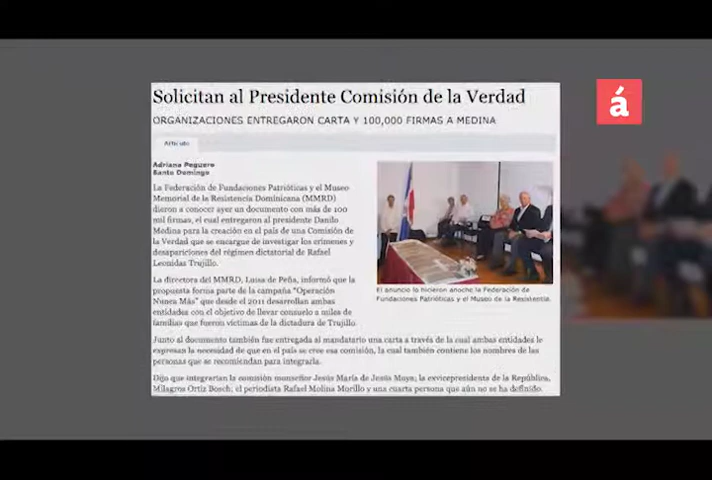 Solicitan al Presidente Comisión de la Verdad
ORGANIZACIONES ENTREGARON CARTA Y 100,000 FIRMAS A MEDINA
á
Artículo
Adriana Peguero
Santo Domingo
La Federación de Fundaciones Patrióticas y el Museo
Memorial de la Resistencia Dominicana (MMRD)
dieron a conocer ayer un documento con más de 100
mil firmas, el cual entregaron al presidente Danilo
Medina para la creación en el país de una Comisión de
la Verdad que se encargue de investigar los crímenes y
desapariciones del régimen dictatorial de Rafael
Leonidas Trujillo.
La directora del MMRD, Luisa de Peña, informó que la
propuesta forma parte de la campaña "Operación
Nunca Más" que desde el 2011 desarrollan ambas
entidades con el objetivo de llevar consuelo a miles de
familias que fueron víctimas de la dictadura de Trujillo
El anuncio lo hicieron anoche la Federación de
Fundaciones Patrióticas y el Museo de la Resistencia.
Junto al documento también fue entregada al mandatario una carta a través de la cual ambas entidades le
expresan la necesidad de que en el país se cree esa comisión, la cual también contiene los nombres de las
personas que se recomiendan para integrarla.
Dijo que integrarían la comisión monseñor Jesús María de Jesús Moya; la exvicepresidenta de la República,
Milagros Ortiz Bosch; el periodista Rafael Molina Morillo y una cuarta persona que aún no se ha definido.